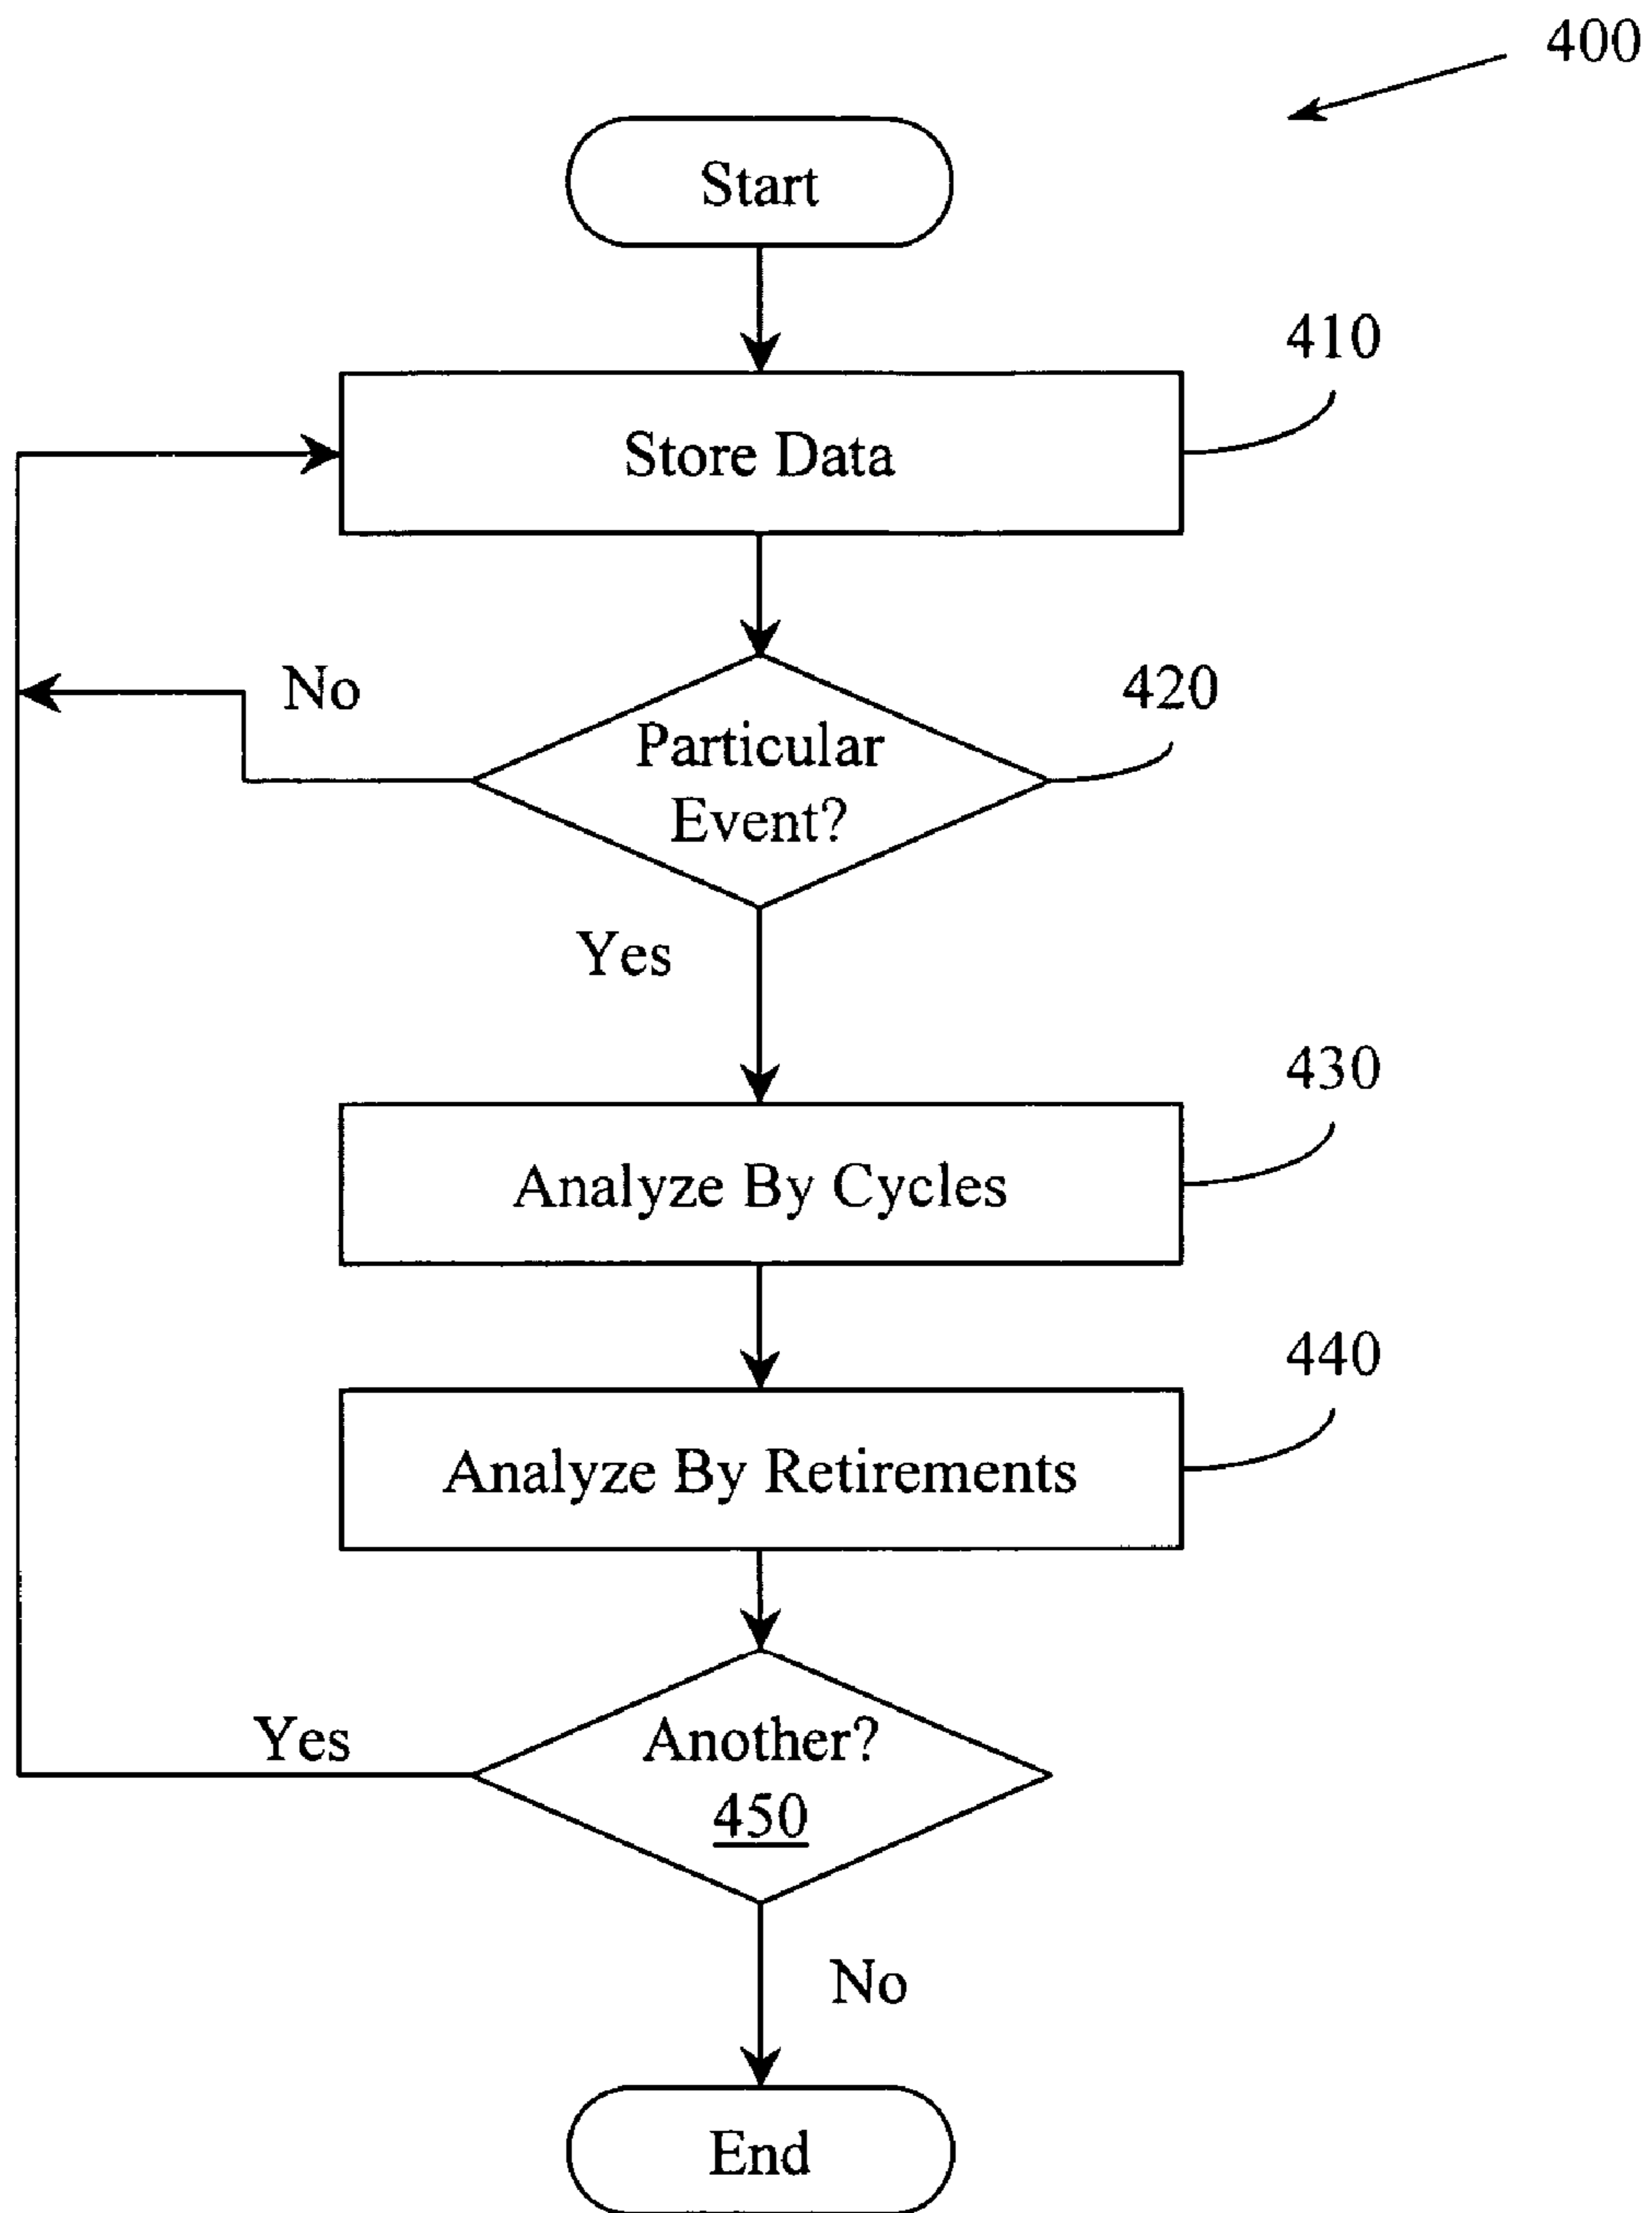 400
Start
410
Store Data
No
420
Particular
Event?
Yes
430
Analyze By Cycles
440
Analyze By Retirements
Yes
Another?
450
No
End